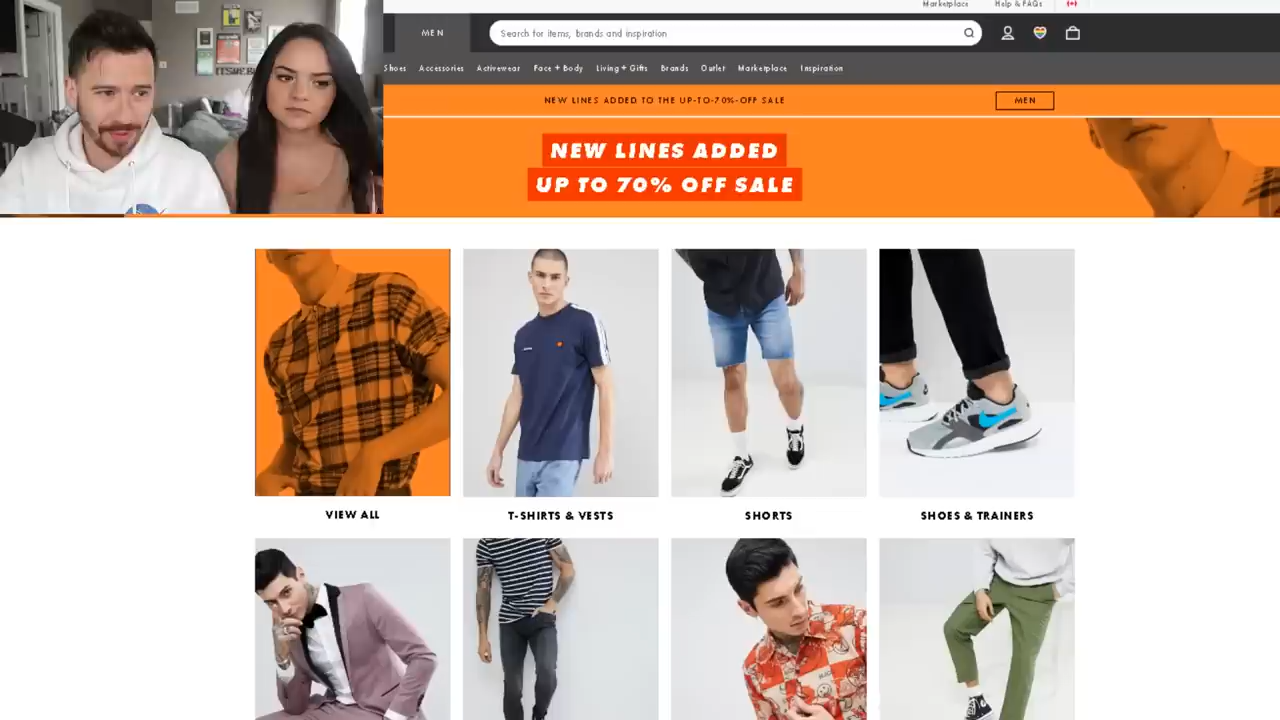 Marketplace Help & FAQs
MEN
Search for items, brands and inspiration
Shoes Accessories Activewear Face + Body Living + Gifts Brands Outlet Marketplace Inspiration
NEW LINES ADDED TO THE UP-TO-70%-OFF SALE
MEN
NEW LINES ADDED
UP TO 70% OFF SALE
VIEW ALL
T-SHIRTS & VESTS
SHORTS
SHOES & TRAINERS